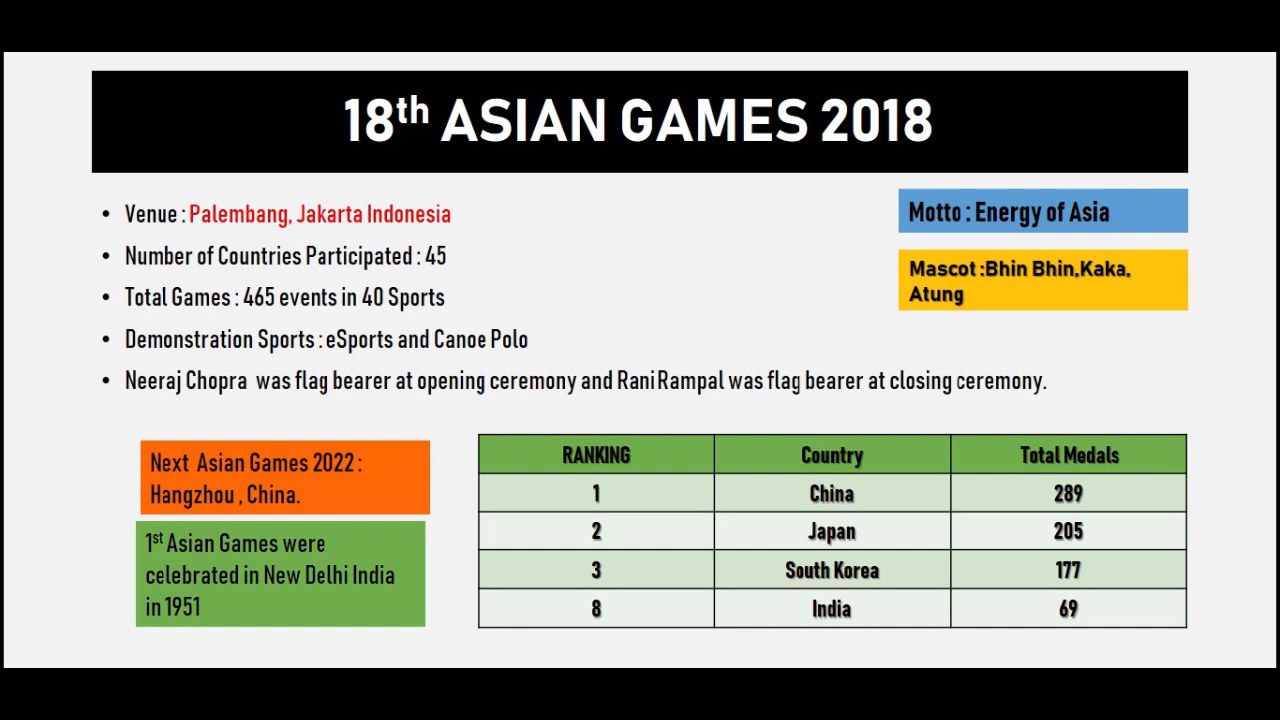 18th ASIAN GAMES 2018
• Venue : Palembang, Jakarta Indonesia
• Number of Countries Participated : 45
• Total Games : 465 events in 40 Sports
• Demonstration Sports : eSports and Canoe Polo
• Neeraj Chopra was flag bearer at opening ceremony and Rani Rampal was flag bearer at closing ceremony.
Motto : Energy of Asia
Mascot :Bhin Bhin,Kaka,
Atung
Next Asian Games 2022 :
Hangzhou , China.
1st Asian Games were
celebrated in New Delhi India
in 1951
RANKING Country Total Medals
1 China 289
2 Japan 205
3 South Korea 177
8 India 69